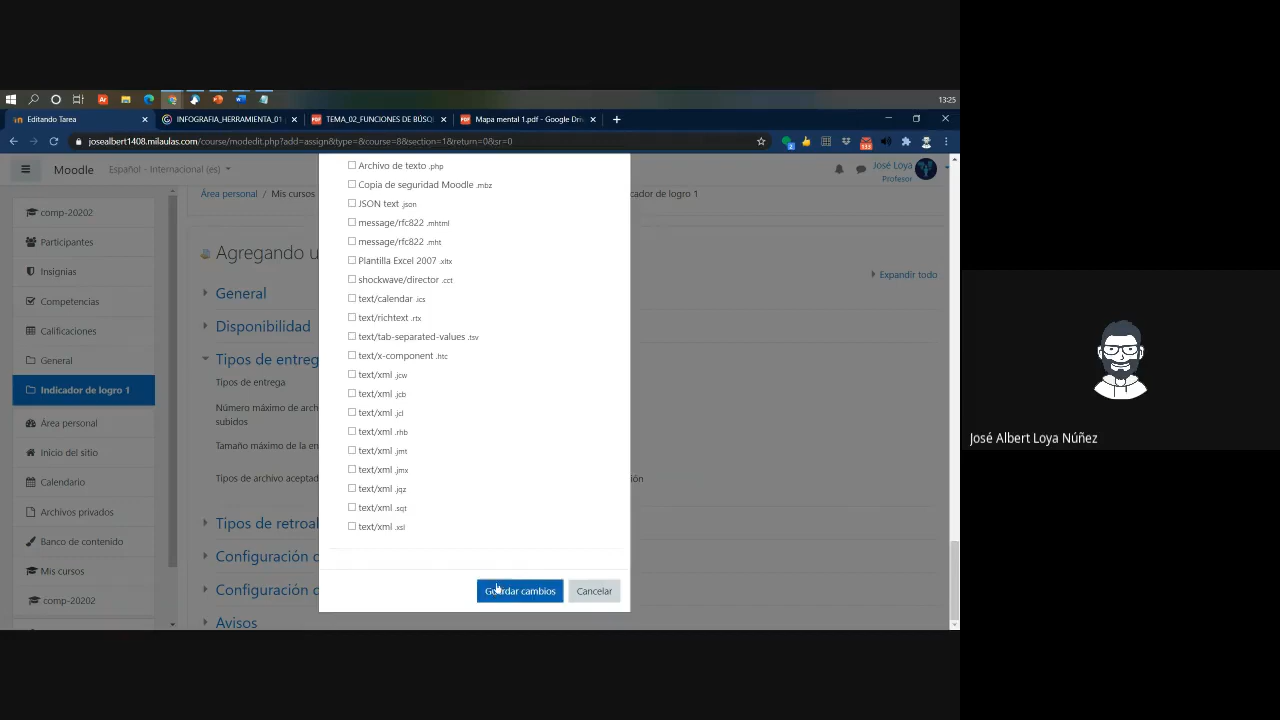 13:25
Editando Tarea
INFOGRAFIA_HERRAMIENTA_01
TEMA_02_FUNCIONES DE BÚSQ
Mapa mental 1.pdf - Google Dri
josealbert1408.milaulas.com/course/modedit.php?add=assign&type=&course=8&section=1&return=0&sr=0
Moodle
Español - Internacional (es)
José Loya
Profesor
comp-20202
Participantes
Insignias
Competencias
Calificaciones
General
Indicador de logro 1
Área personal
Inicio del sitio
Calendario
Archivos privados
Banco de contenido
Mis cursos
comp-20202
Área personal / Mis cursos
cador de logro 1
Agregando u
Expandir todo
General
Disponibilidad
Tipos de entreg
Tipos de entrega
Número máximo de arch
subidos
Tamaño máximo de la en
Tipos de archivo aceptad
ión
Tipos de retroal
Configuración d
Configuración d
Avisos
Archivo de texto .php
Copia de seguridad Moodle .mbz
JSON text .json
message/rfc822 .mhtml
message/rfc822 .mht
Plantilla Excel 2007 .xltx
shockwave/director .cct
text/calendar .ics
text/richtext .rtx
text/tab-separated-values .tsv
text/x-component .htc
text/xml .jcw
text/xml .jcb
text/xml .jcl
text/xml .rhb
text/xml .jmt
text/xml .jmx
text/xml .jqz
text/xml .sqt
text/xml .xsl
Guardar cambios
Cancelar
José Albert Loya Núñez